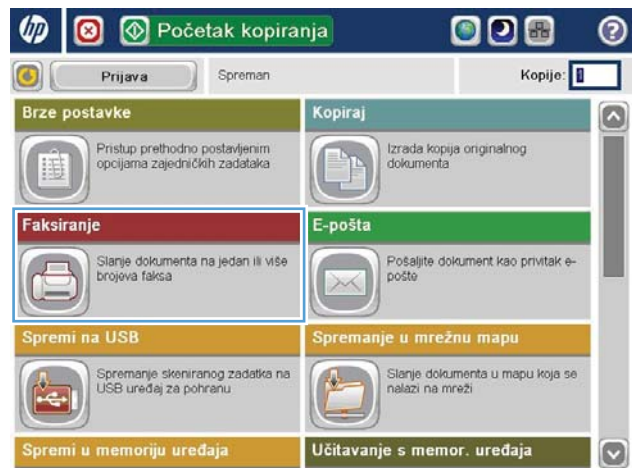 hp
Početak kopiranja
?
Prijava
Spreman
Kopije: 1
Brze postavke
Kopiraj
Pristup prethodno postavljenim
opcijama zajedničkih zadataka
Izrada kopija originalnog
dokumenta
Faksiranje
E-pošta
Slanje dokumenta na jedan ili više
brojeva faksa
Pošaljite dokument kao privitak e-
pošte
Spremi na USB
Spremanje u mrežnu mapu
Spremanje skeniranog zadatka na
USB uređaj za pohranu
Slanje dokumenta u mapu koja se
nalazi na mreži
Spremi u memoriju uređaja
Učitavanje s memor. uređaja